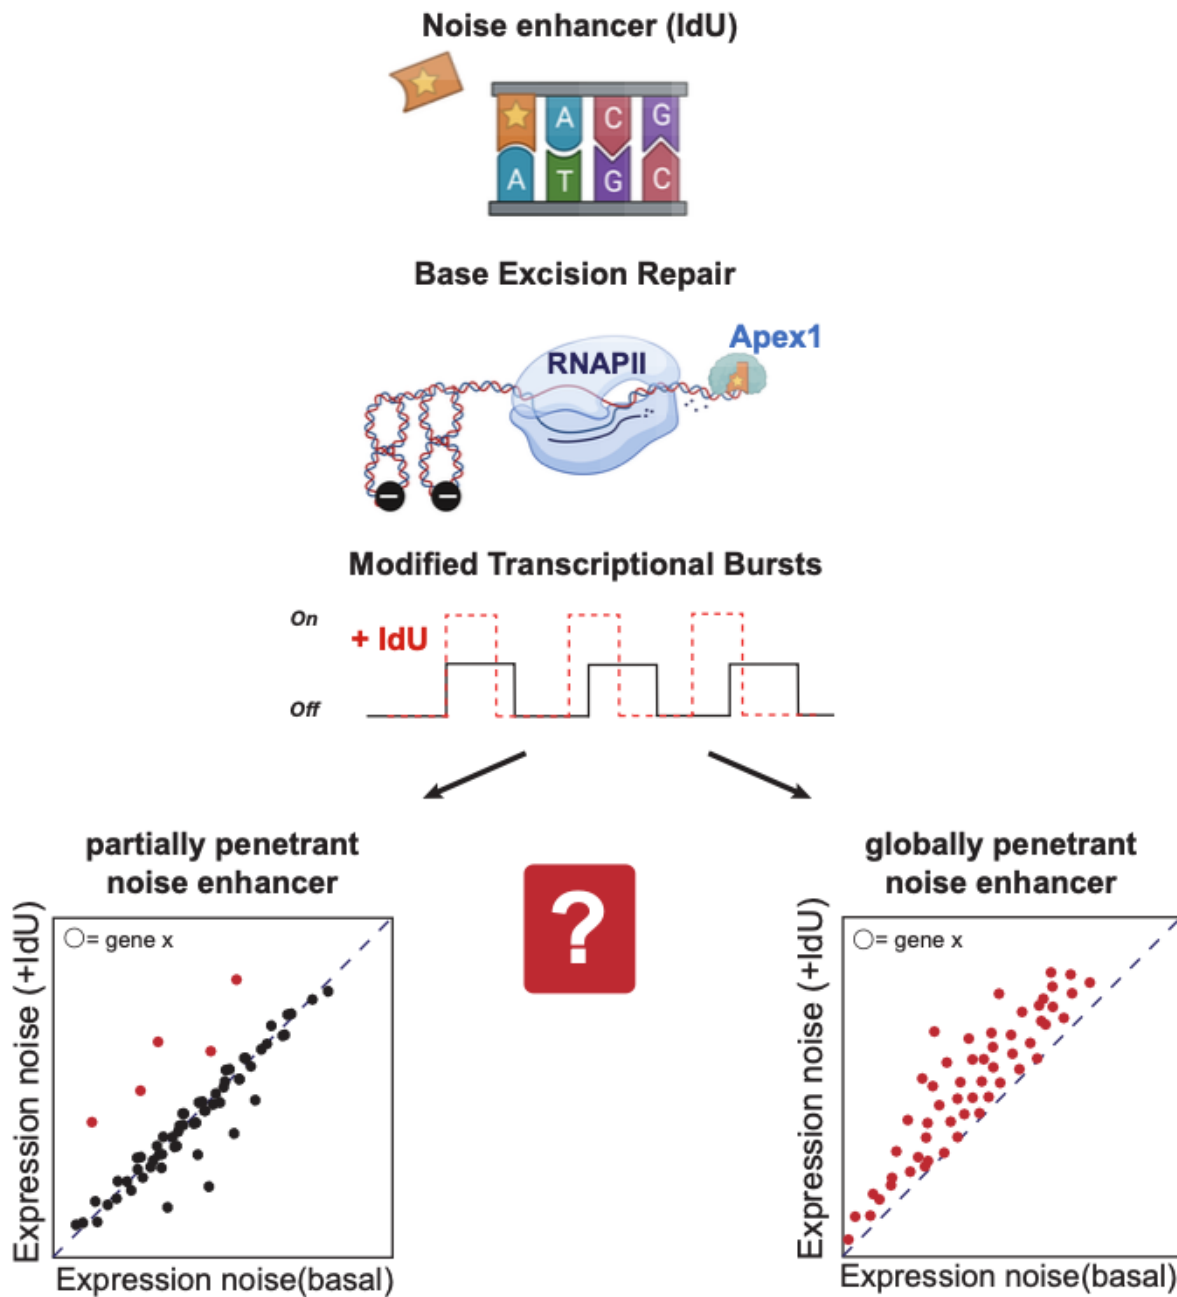 Noise enhancer (IdU)
A C G
A T G C
Base Excision Repair
Apex1
RNAPII
Modified Transcriptional Bursts
On
+ IdU
Off
partially penetrant
noise enhancer
?
globally penetrant
noise enhancer
= gene x
Expression noise (+IdU)
Expression noise(basal)
= gene x
Expression noise (+IdU)
Expression noise(basal)